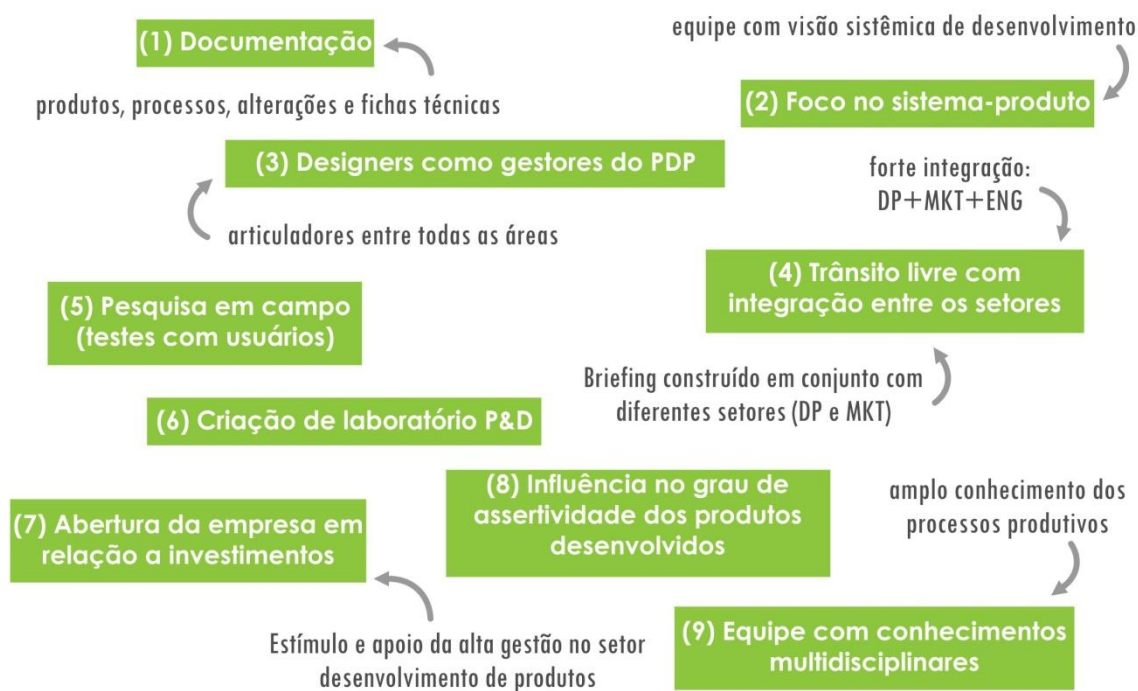 (1) Documentação
produtos, processos, alterações e fichas técnicas
equipe com visão sistêmica de desenvolvimento
(2) Foco no sistema-produto
(3) Designers como gestores do PDP
articuladores entre todas as áreas
forte integração:
DP+MKT+ENG
(4) Trânsito livre com
integração entre os setores
Briefing construído em conjunto com
diferentes setores (DP e MKT)
(5) Pesquisa em campo
(testes com usuários)
(6) Criação de laboratório P&D
(7) Abertura da empresa em
relação a investimentos
Estímulo e apoio da alta gestão no setor
desenvolvimento de produtos
(8) Influência no grau de
assertividade dos produtos
desenvolvidos
amplo conhecimento dos
processos produtivos
(9) Equipe com conhecimentos
multidisciplinares